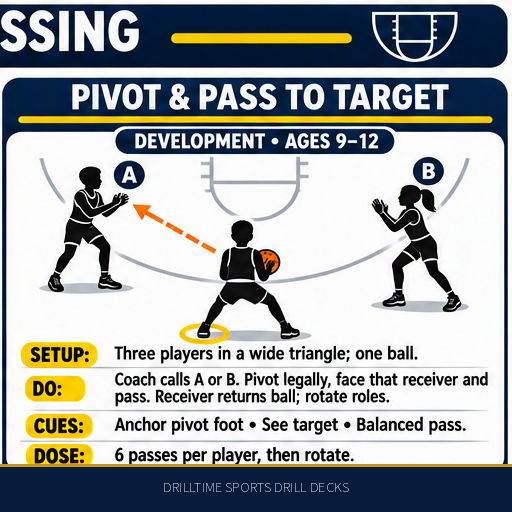 SSING
PIVOT & PASS TO TARGET
DEVELOPMENT • AGES 9–12
A
B
SETUP: Three players in a wide triangle; one ball.
DO: Coach calls A or B. Pivot legally, face that receiver and
pass. Receiver returns ball; rotate roles.
CUES: Anchor pivot foot • See target • Balanced pass.
DOSE: 6 passes per player, then rotate.
DRILLTIME SPORTS DRILL DECKS